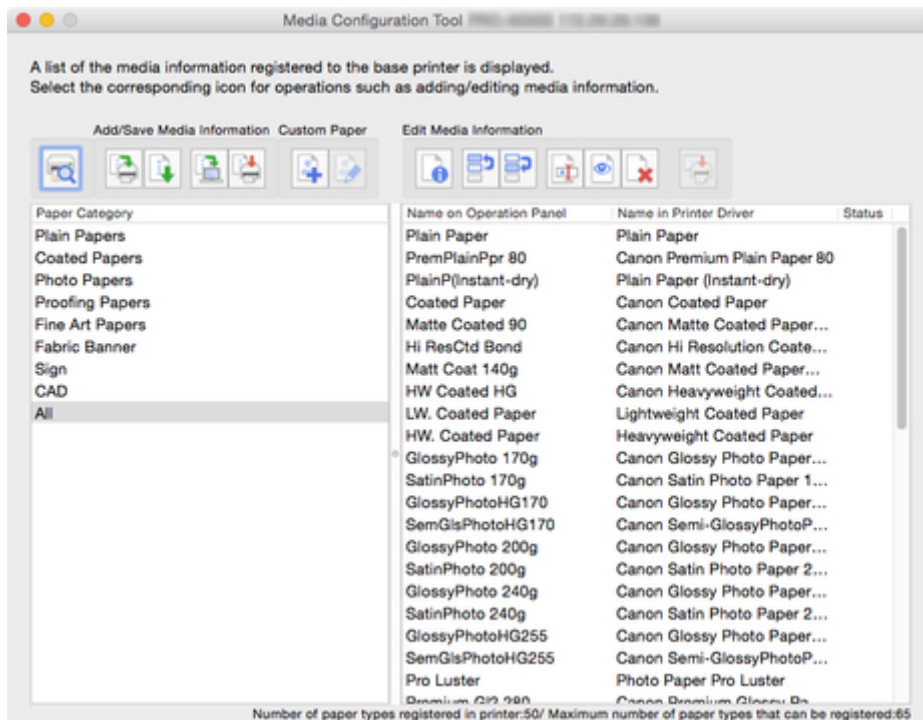 Media Configuration Tool
A list of the media information registered to the base printer is displayed.
Select the corresponding icon for operations such as adding/editing media information.
Add/Save Media Information Custom Paper Edit Media Information
Paper Category
Plain Papers
Coated Papers
Photo Papers
Proofing Papers
Fine Art Papers
Fabric Banner
Sign
CAD
All
Name on Operation Panel Name in Printer Driver Status
Plain Paper Plain Paper
PremPlainPpr 80 Canon Premium Plain Paper 80
PlainP(Instant-dry) Plain Paper (Instant-dry)
Coated Paper Canon Coated Paper
Matte Coated 90 Canon Matte Coated Paper...
Hi ResCtd Bond Canon Hi Resolution Coate...
Matt Coat 140g Canon Matt Coated Paper...
HW Coated HG Canon Heavyweight Coated...
LW. Coated Paper Lightweight Coated Paper
HW. Coated Paper Heavyweight Coated Paper
GlossyPhoto 170g Canon Glossy Photo Paper...
SatinPhoto 170g Canon Satin Photo Paper 1...
GlossyPhotoHG170 Canon Glossy Photo Paper...
SemGlsPhotoHG170 Canon Semi-GlossyPhotoP...
GlossyPhoto 200g Canon Glossy Photo Paper...
SatinPhoto 200g Canon Satin Photo Paper 2...
GlossyPhoto 240g Canon Glossy Photo Paper...
SatinPhoto 240g Canon Satin Photo Paper 2...
GlossyPhotoHG255 Canon Glossy Photo Paper...
SemGlsPhotoHG255 Canon Semi-GlossyPhotoP...
Pro Luster Photo Paper Pro Luster
Premium Gl2 280 Canon Premium Glossy Pa...
Number of paper types registered in printer:50/ Maximum number of paper types that can be registered:65